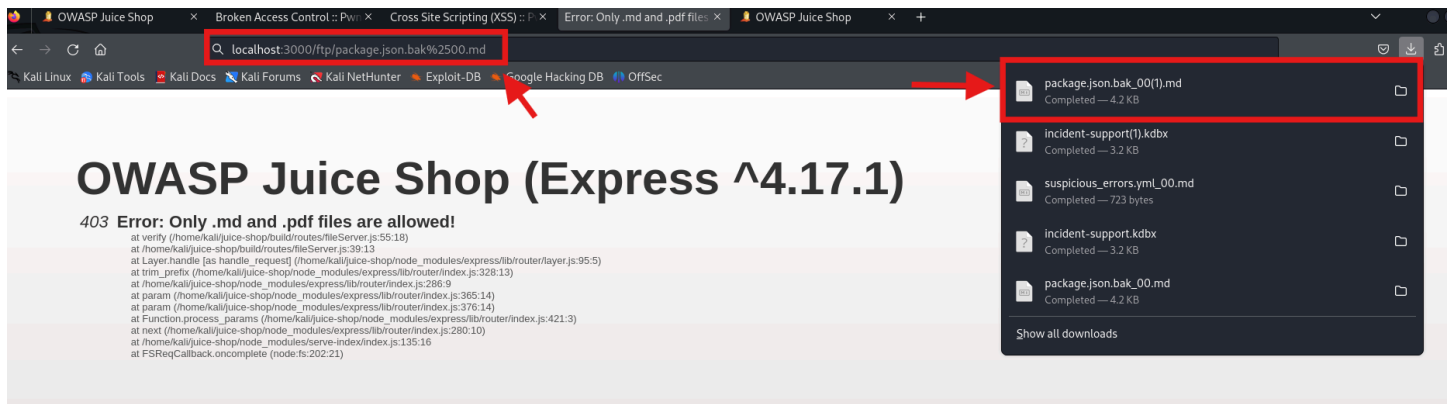 OWASP Juice Shop
Broken Access Control :: Pwn
Cross Site Scripting (XSS) :: P
Error: Only .md and .pdf files
OWASP Juice Shop
localhost:3000/ftp/package.json.bak%2500.md
Kali Linux Kali Tools Kali Docs Kali Forums Kali NetHunter Exploit-DB Google Hacking DB OffSec
package.json.bak_00(1).md
Completed — 4.2 KB
incident-support(1).kdbx
Completed — 3.2 KB
suspicious_errors.yml_00.md
Completed — 723 bytes
incident-support.kdbx
Completed — 3.2 KB
package.json.bak_00.md
Completed — 4.2 KB
Show all downloads
OWASP Juice Shop (Express ^4.17.1)
403 Error: Only .md and .pdf files are allowed!
at verify (/home/kali/juice-shop/build/routes/fileServer.js:55:18)
at /home/kali/juice-shop/build/routes/fileServer.js:39:13
at Layer.handle [as handle_request] (/home/kali/juice-shop/node_modules/express/lib/router/layer.js:95:5)
at trim_prefix (/home/kali/juice-shop/node_modules/express/lib/router/index.js:328:13)
at /home/kali/juice-shop/node_modules/express/lib/router/index.js:286:9
at param (/home/kali/juice-shop/node_modules/express/lib/router/index.js:365:14)
at param (/home/kali/juice-shop/node_modules/express/lib/router/index.js:376:14)
at Function.process_params (/home/kali/juice-shop/node_modules/express/lib/router/index.js:421:3)
at next (/home/kali/juice-shop/node_modules/express/lib/router/index.js:280:10)
at /home/kali/juice-shop/node_modules/serve-index/index.js:135:16
at FSReqCallback.oncomplete (node:fs:202:21)